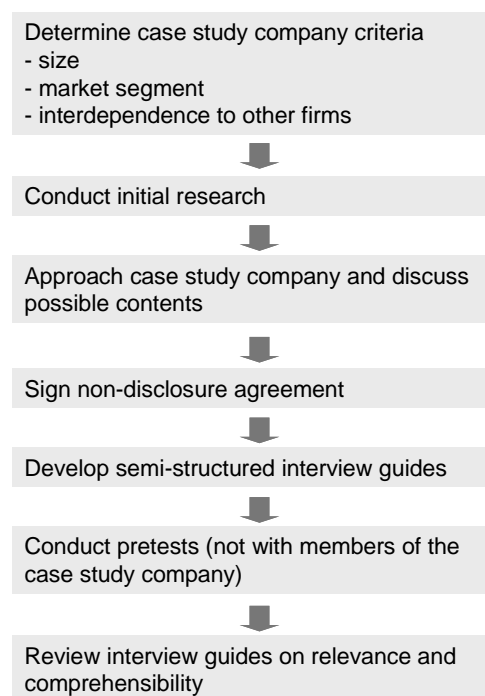 Determine case study company criteria
- size
- market segment
- interdependence to other firms
Conduct initial research
Approach case study company and discuss
possible contents
Sign non-disclosure agreement
Develop semi-structured interview guides
Conduct pretests (not with members of the
case study company)
Review interview guides on relevance and
comprehensibility